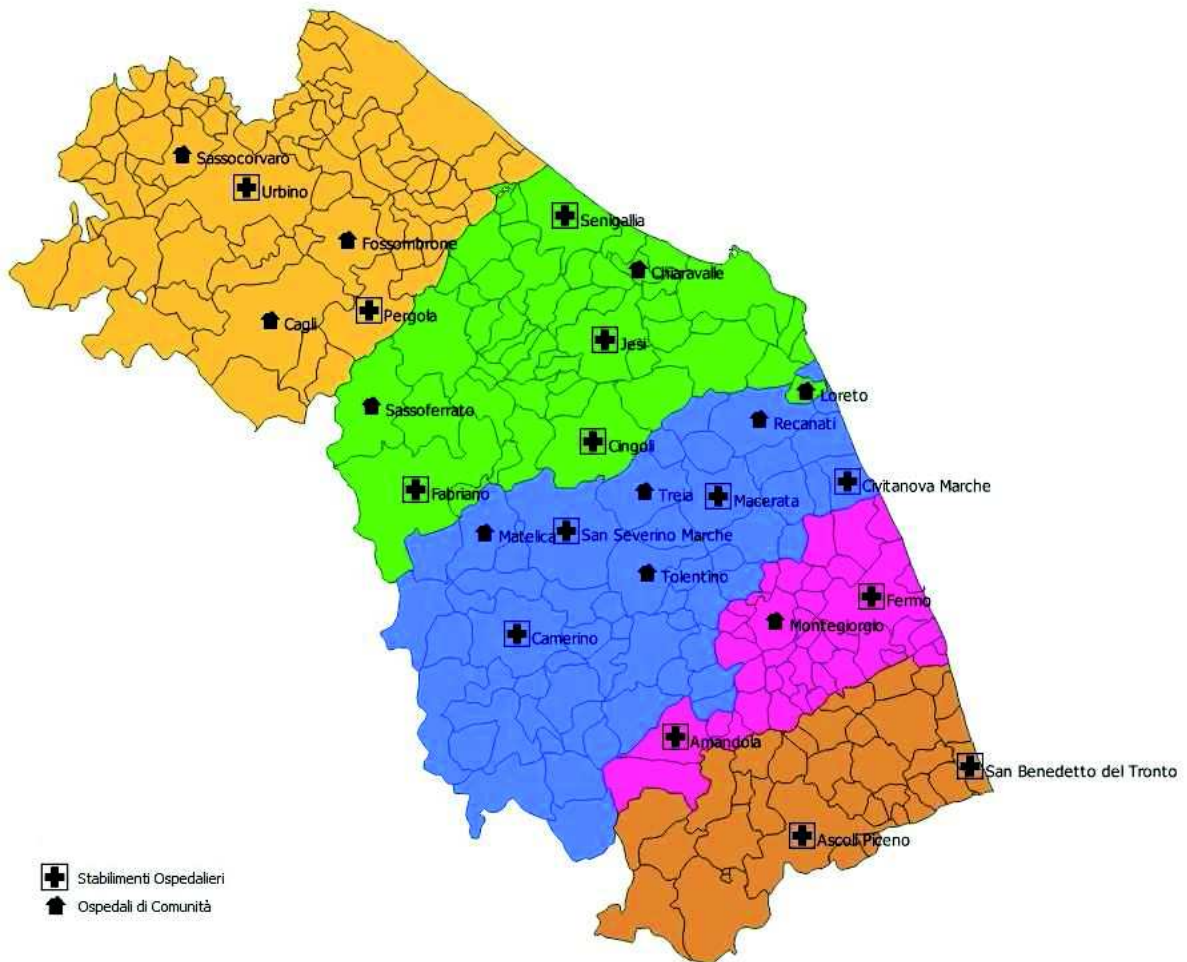 Sassocorvaro
Urbino
Senigallia
Fossombrone
Chiaravalle
Pergola
Cagli
Jesi
Loreto
Sassoferrato
Recanati
Cingoli
Fabriano
Treia
Macerata
Civitanova Marche
Matelica
San Severino Marche
Tolentino
Fermo
Montegiorgio
Camerino
Amandola
San Benedetto del Tronto
Ascoli Piceno
Stabilimenti Ospedalieri
Ospedali di Comunità